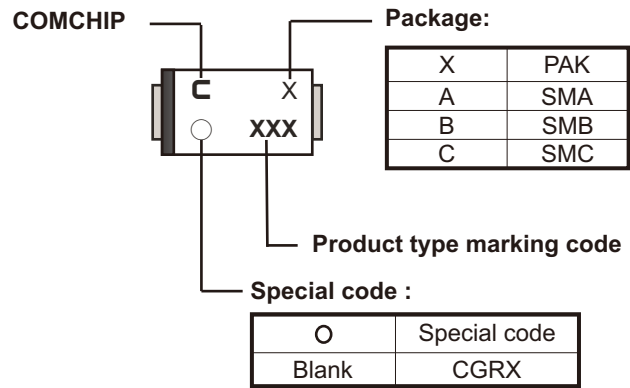 COMCHIP
Package:
X PAK
A SMA
B SMB
C SMC
C X
XXX
Product type marking code
Special code :
O Special code
Blank CGRX